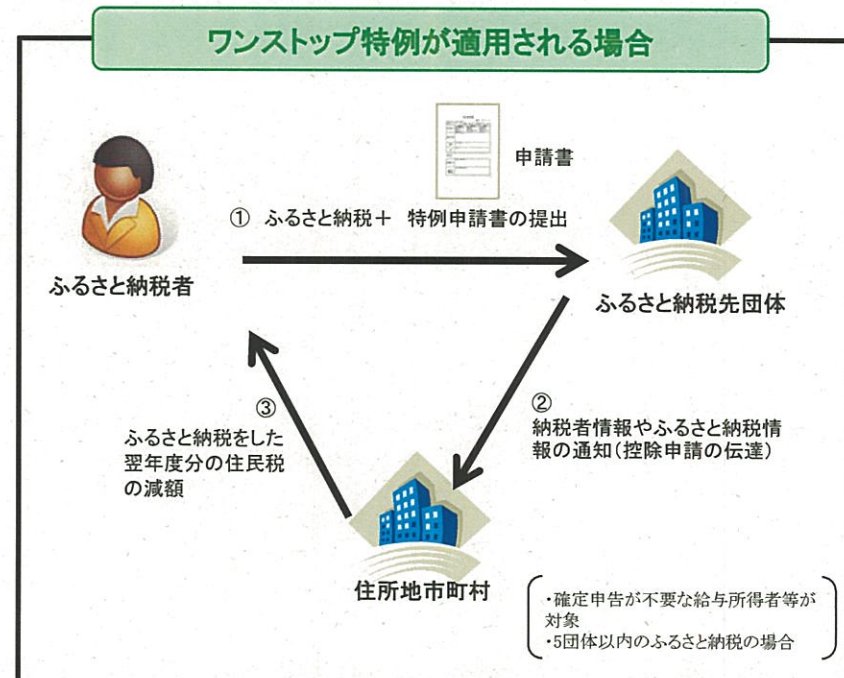 ワンストップ特例が適用される場合
申請書
① ふるさと納税+ 特例申請書の提出
ふるさと納税者
ふるさと納税先団体
②
納税者情報やふるさと納税情
報の通知(控除申請の伝達)
③
ふるさと納税をした
翌年度分の住民税
の減額
住所地市町村
・確定申告が不要な給与所得者等が
対象
・5団体以内のふるさと納税の場合